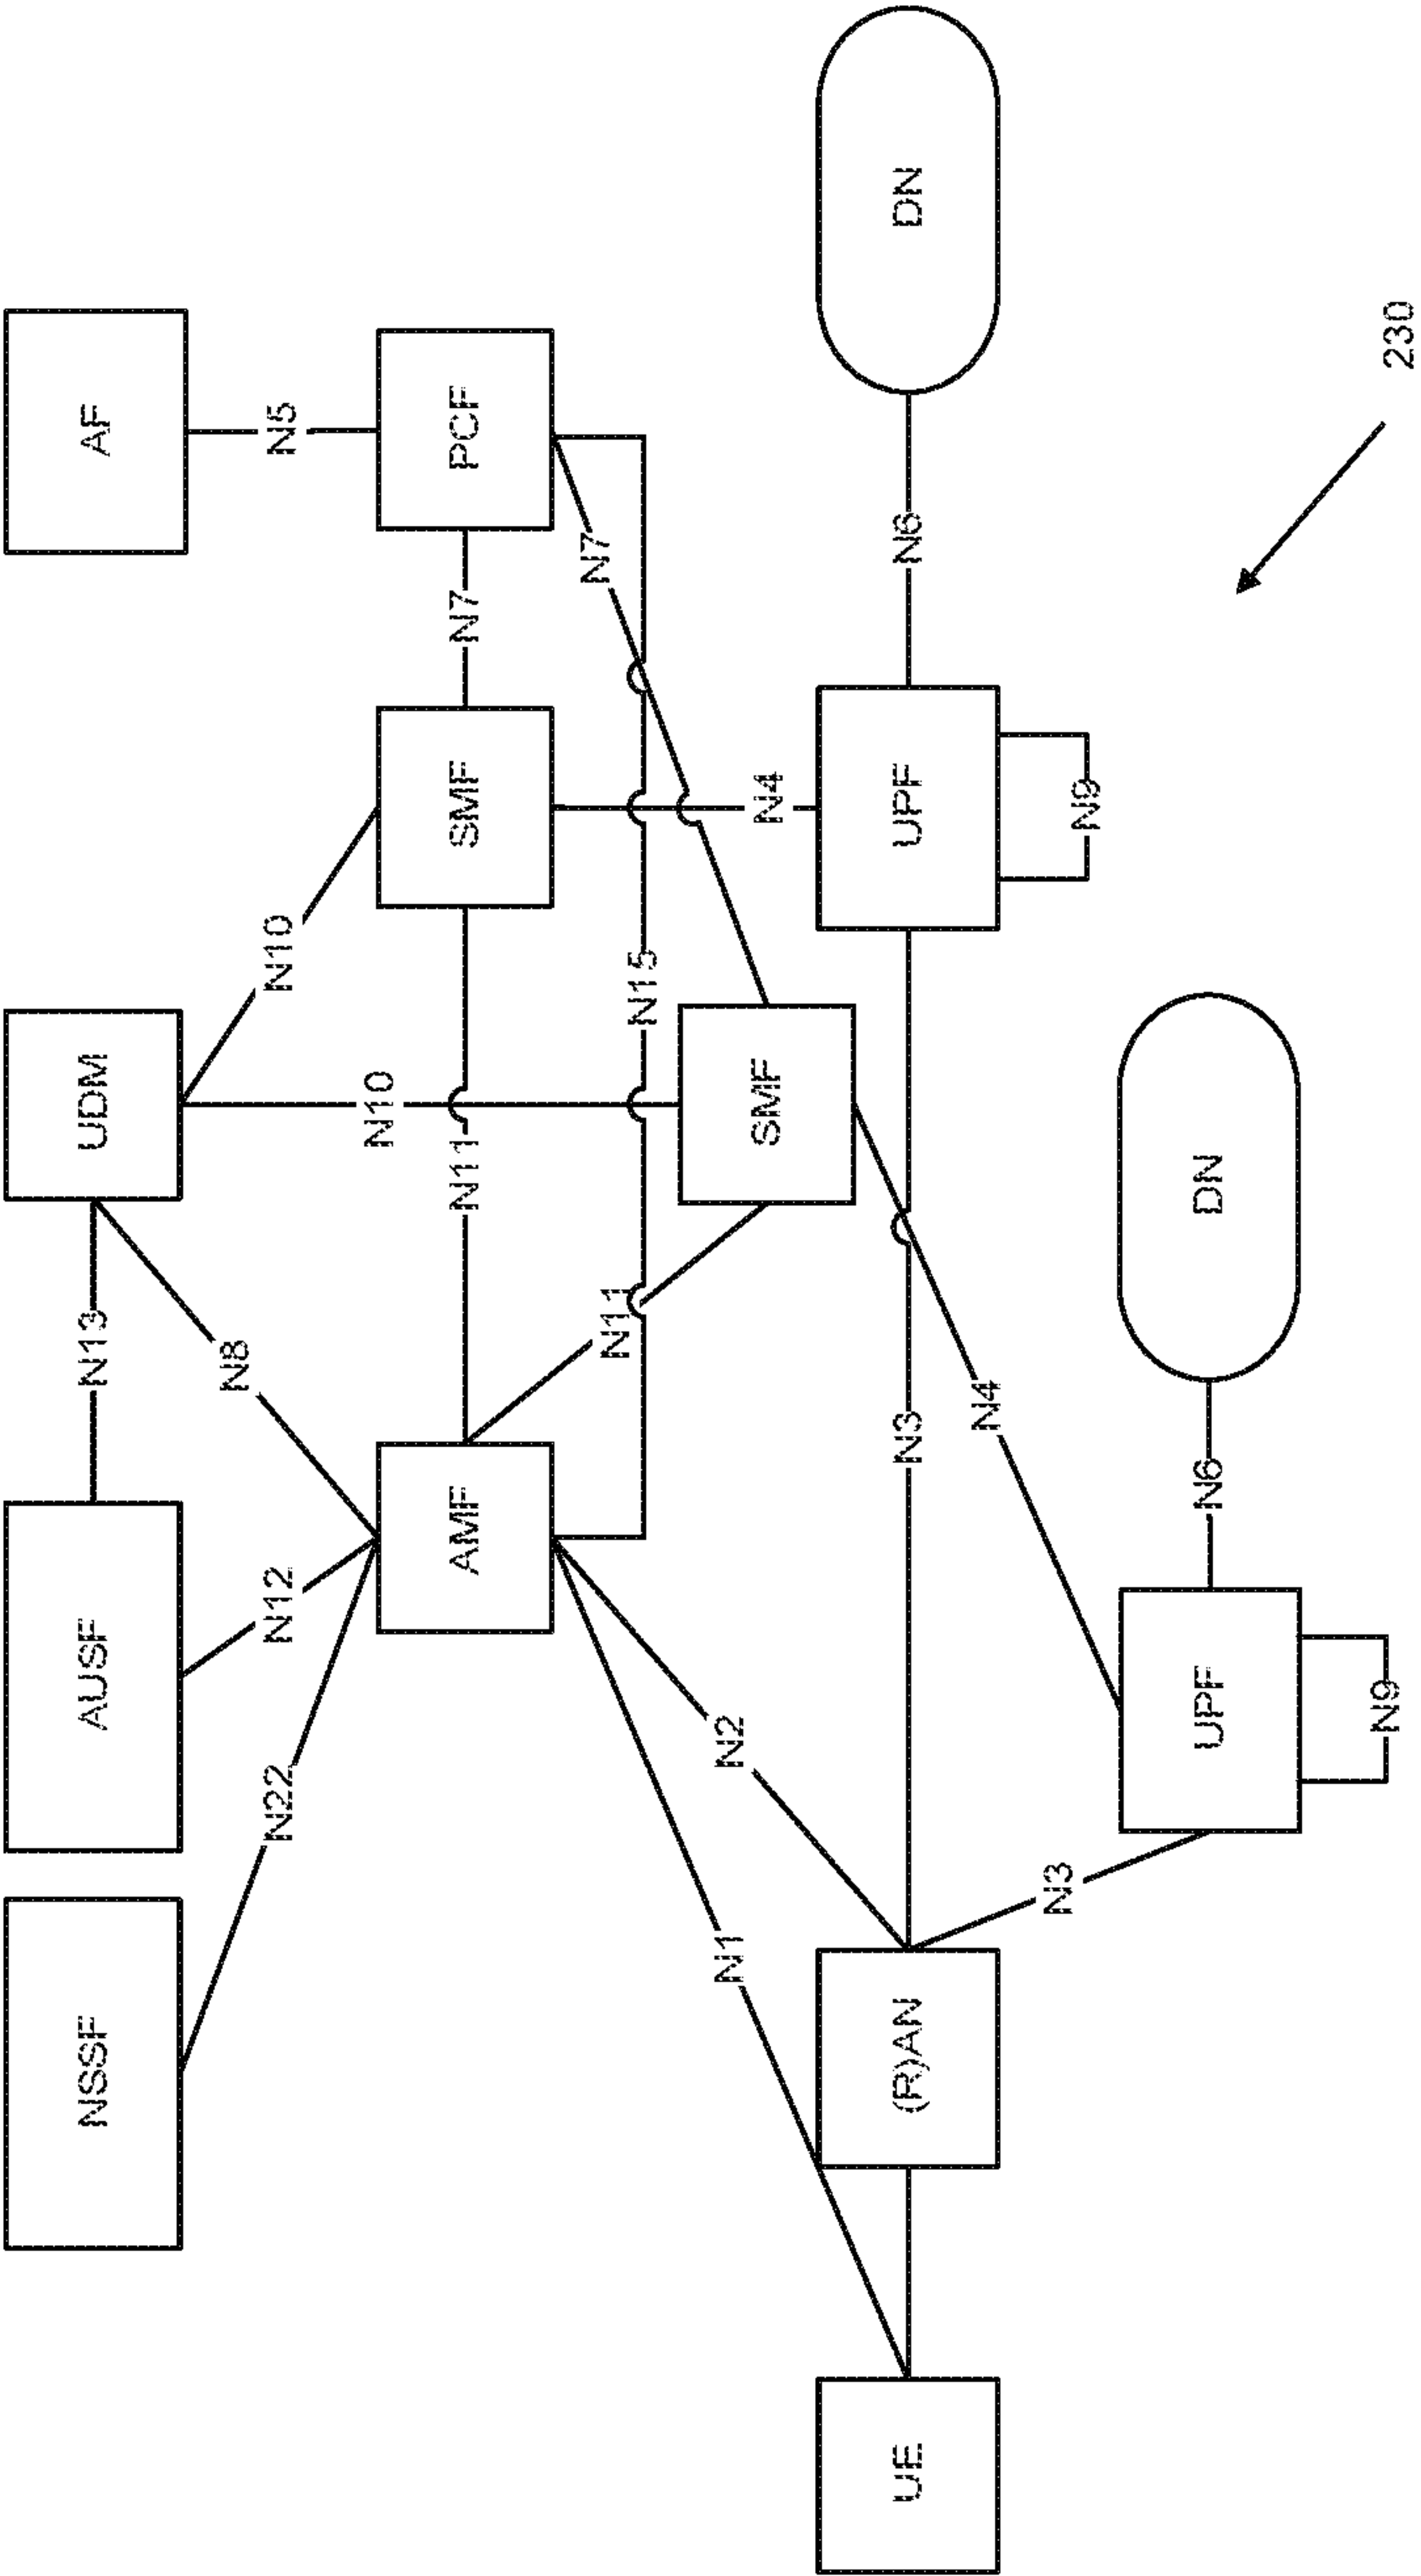 NSSF
AUSF
N13
UDM
AF
N8
N22
N12
N10
N5
N10
AMF
N11
SMF
N7
PCF
N7
N11
N15
N1
N2
SMF
N4
UE
(R)AN
N3
UPF
N6
DN
N4
N3
N9
UPF
N6
DN
N9
230